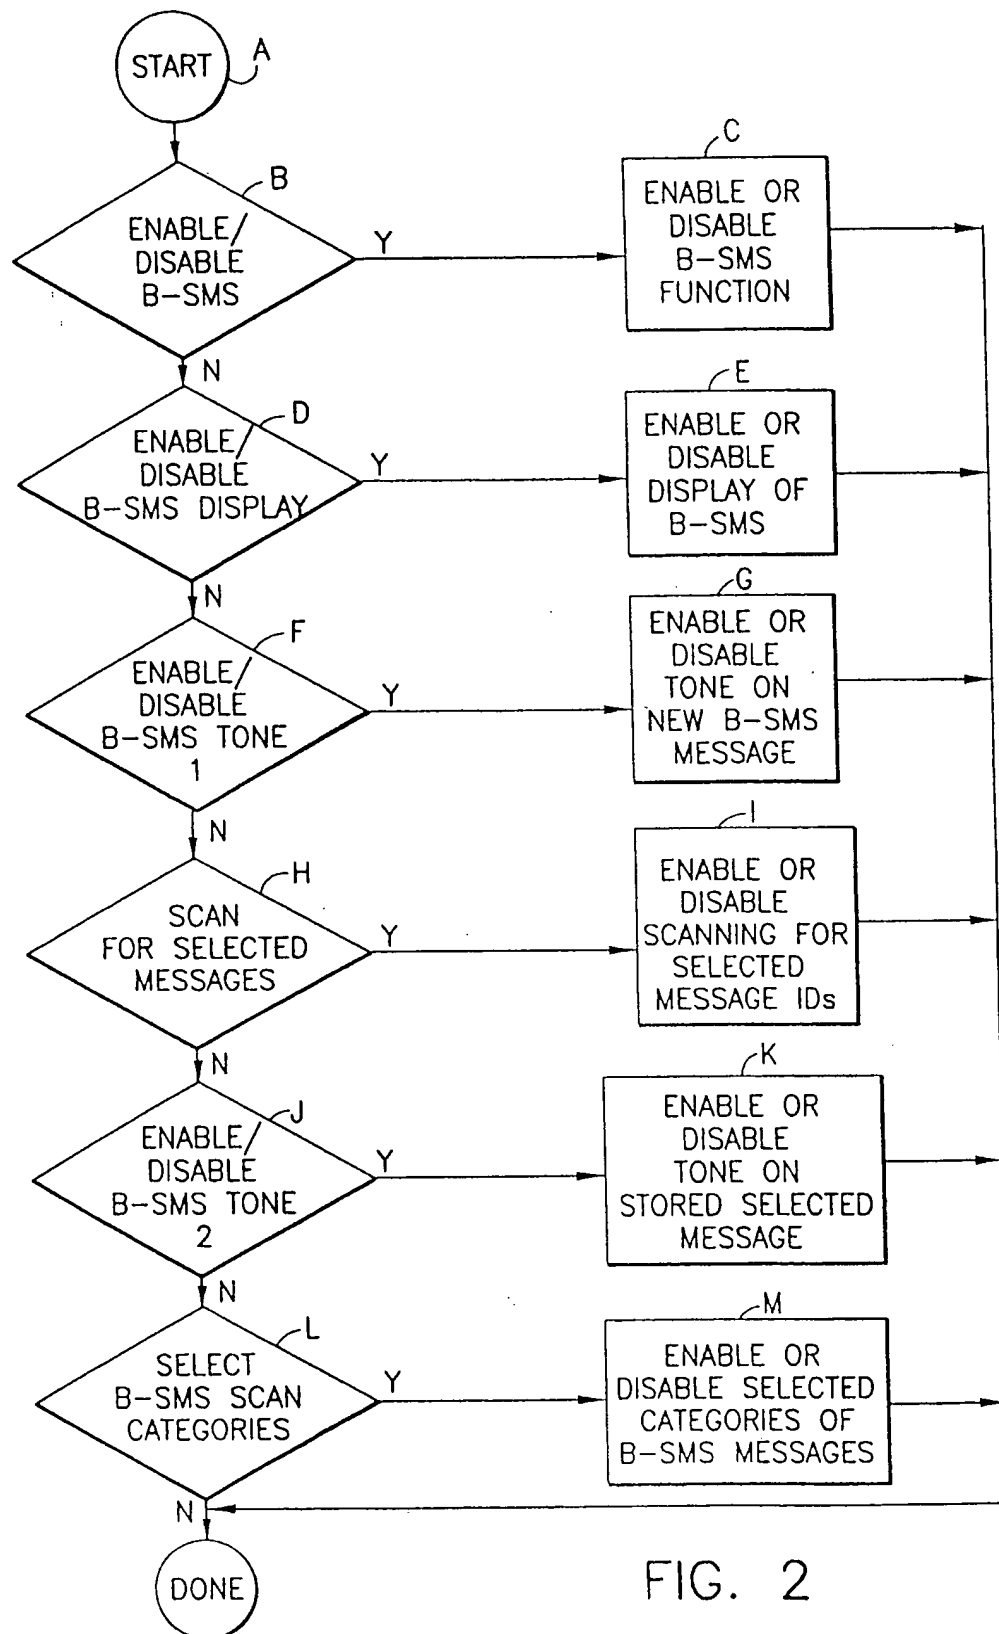 START
A
B
ENABLE/
DISABLE
B-SMS
Y
C
ENABLE OR
DISABLE
B-SMS
FUNCTION
N
D
ENABLE/
DISABLE
B-SMS DISPLAY
Y
E
ENABLE OR
DISABLE
DISPLAY OF
B-SMS
N
F
ENABLE/
DISABLE
B-SMS TONE
1
Y
G
ENABLE OR
DISABLE
TONE ON
NEW B-SMS
MESSAGE
N
H
SCAN
FOR SELECTED
MESSAGES
Y
I
ENABLE OR
DISABLE
SCANNING FOR
SELECTED
MESSAGE IDs
N
J
ENABLE/
DISABLE
B-SMS TONE
2
Y
K
ENABLE OR
DISABLE
TONE ON
STORED SELECTED
MESSAGE
N
L
SELECT
B-SMS SCAN
CATEGORIES
Y
M
ENABLE OR
DISABLE SELECTED
CATEGORIES OF
B-SMS MESSAGES
N
DONE
FIG. 2